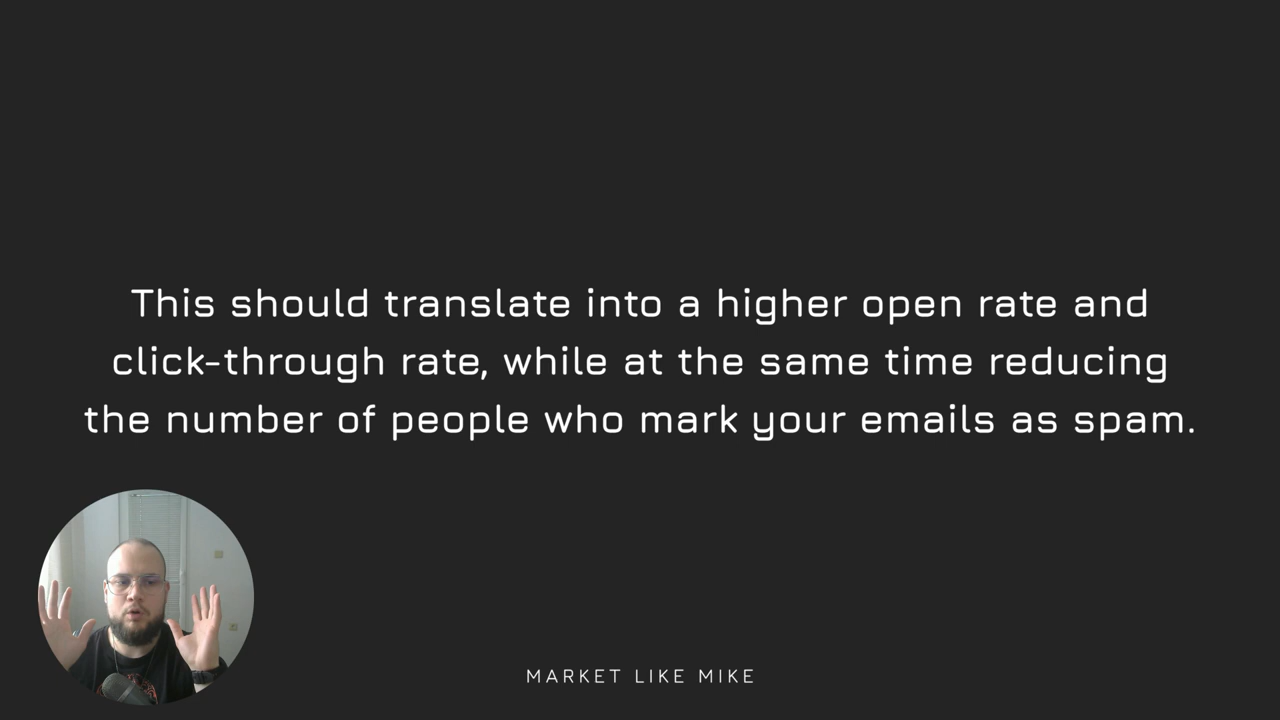 This should translate into a higher open rate and
click-through rate, while at the same time reducing
the number of people who mark your emails as spam.
MARKET LIKE MIKE